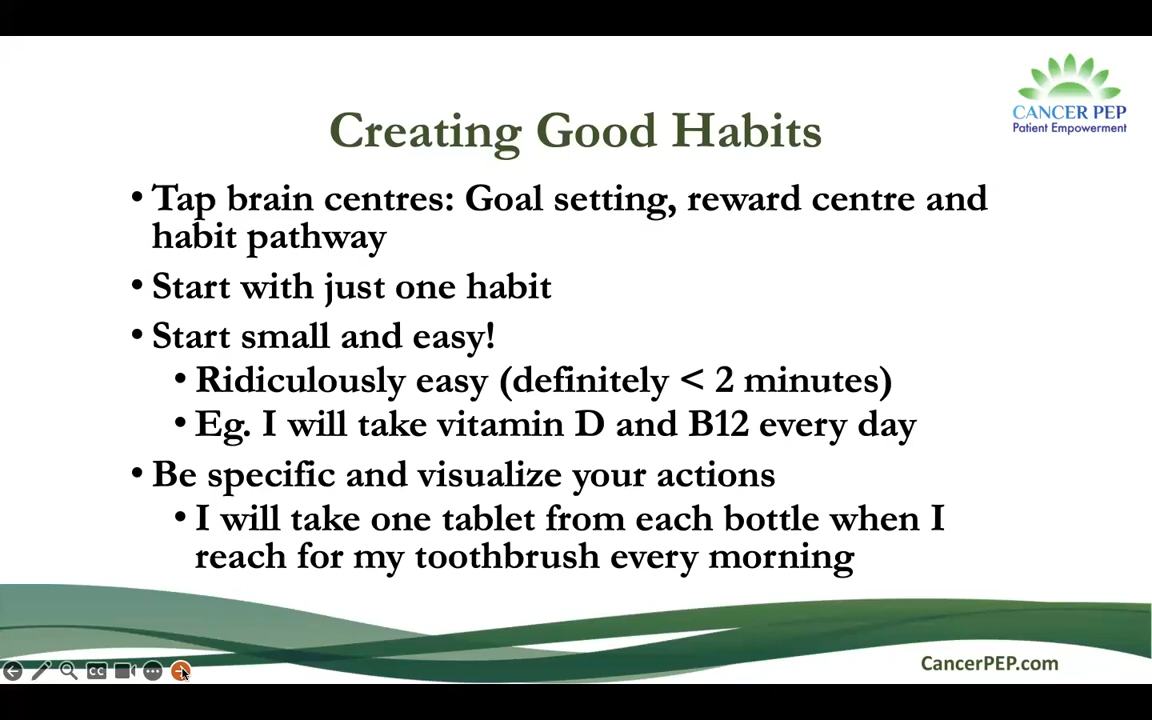 CANCER PEP
Patient Empowerment
Creating Good Habits
• Tap brain centres: Goal setting, reward centre and
habit pathway
• Start with just one habit
• Start small and easy!
• Ridiculously easy (definitely < 2 minutes)
• Eg. I will take vitamin D and B12 every day
• Be specific and visualize your actions
• I will take one tablet from each bottle when I
reach for my toothbrush every morning
CC
CancerPEP.com